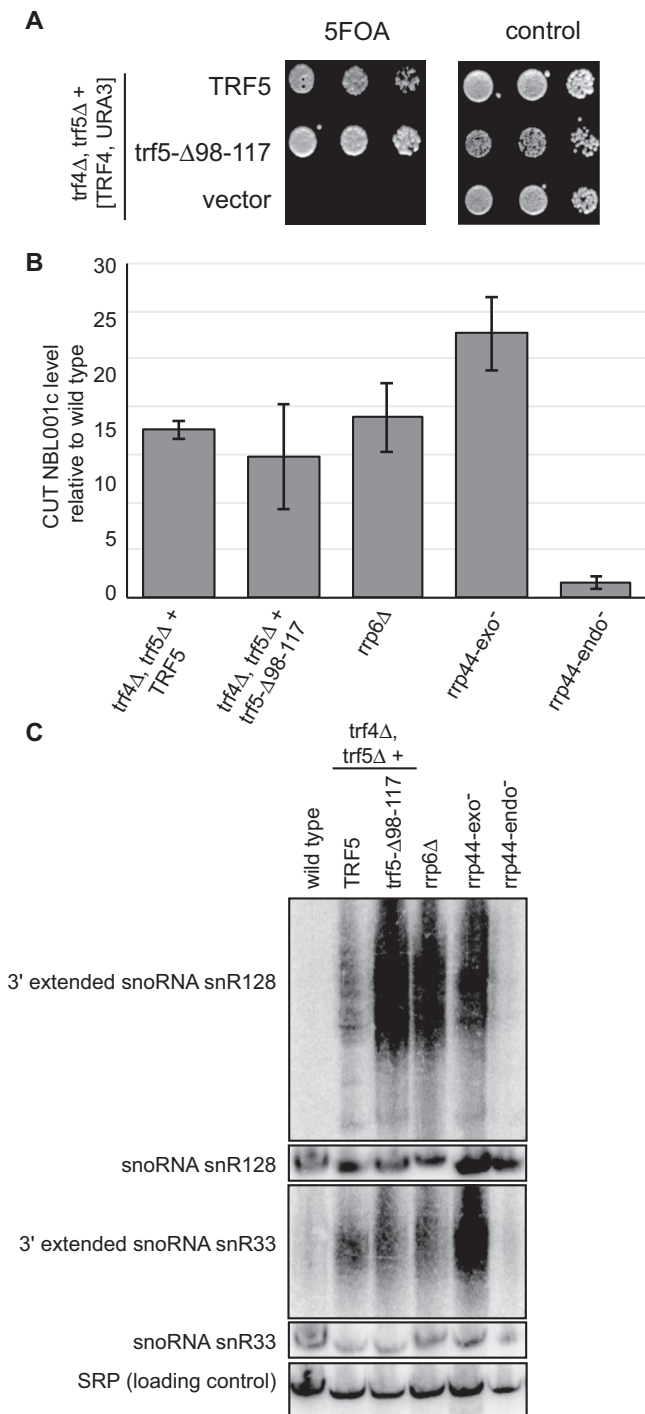 A
5FOA
control
trf4Δ, trf5Δ +
[TRF4, URA3]
TRF5
trf5-Δ98-117
vector
B
CUT NBL001c level
relative to wild type
30
25
20
15
10
5
0
trf4Δ, trf5Δ +
TRF5
trf4Δ, trf5Δ +
trf5-Δ98-117
rrp6Δ
rrp44-exo⁻
rrp44-endo⁻
C
trf4Δ,
trf5Δ +
wild type
TRF5
trf5-Δ98-117
rrp6Δ
rrp44-exo⁻
rrp44-endo⁻
3' extended snoRNA snR128
snoRNA snR128
3' extended snoRNA snR33
snoRNA snR33
SRP (loading control)